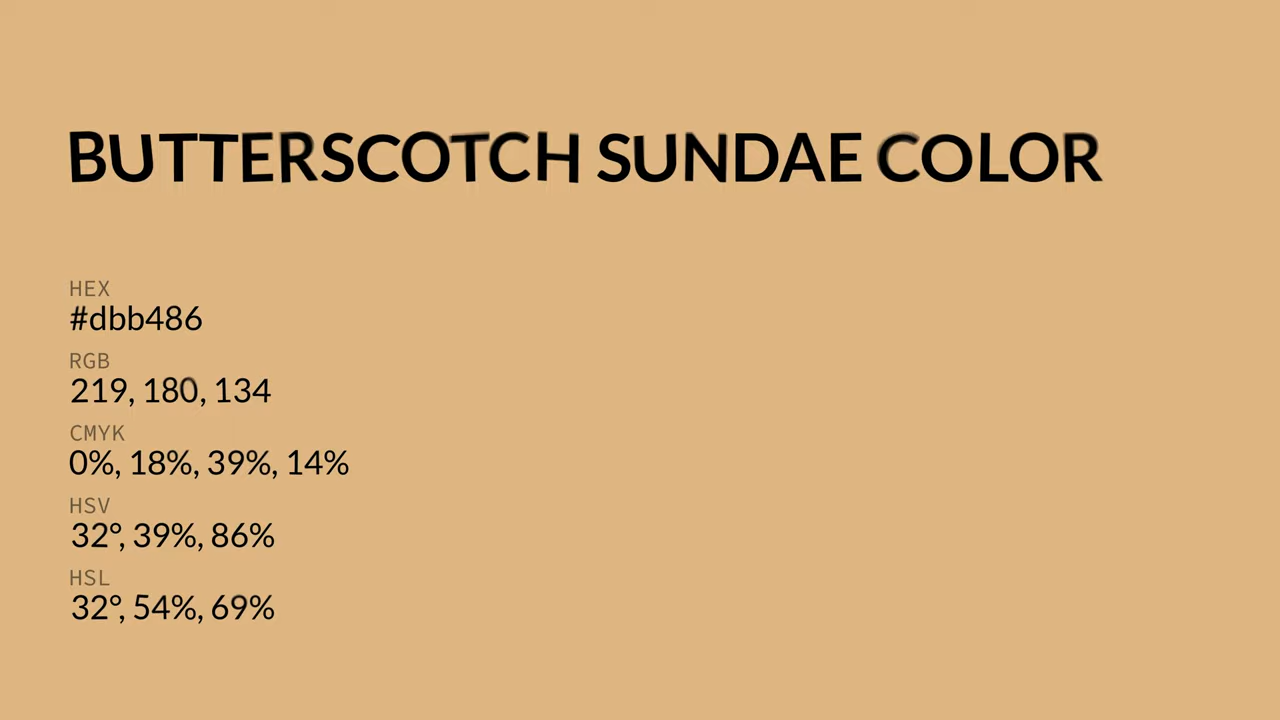 BUTTERSCOTCH SUNDAE COLOR
HEX
#dbb486
RGB
219, 180, 134
CMYK
0%, 18%, 39%, 14%
HSV
32°, 39%, 86%
HSL
32°, 54%, 69%